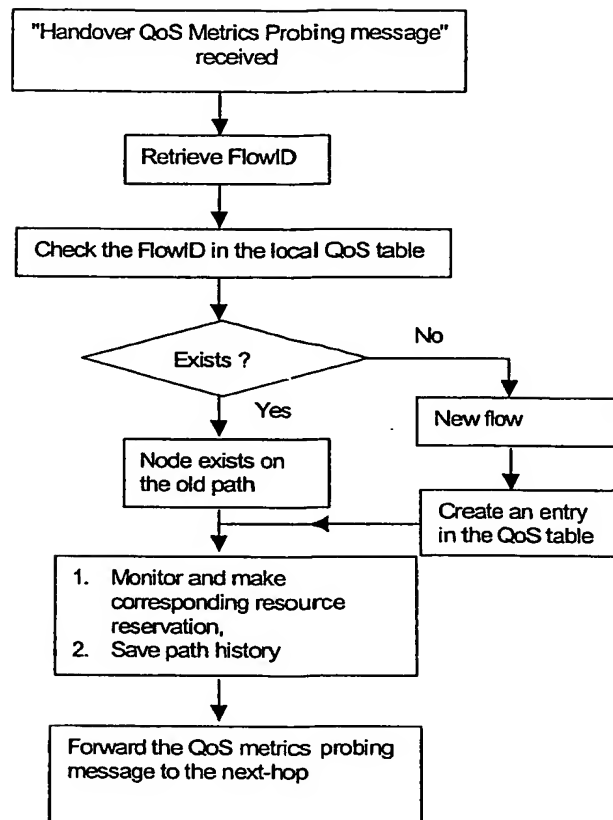 "Handover QoS Metrics Probing message"
received
Retrieve FlowID
Check the FlowID in the local QoS table
Exists ?
No
Yes
New flow
Node exists on
the old path
Create an entry
in the QoS table
1. Monitor and make
corresponding resource
reservation,
2. Save path history
Forward the QoS metrics probing
message to the next-hop